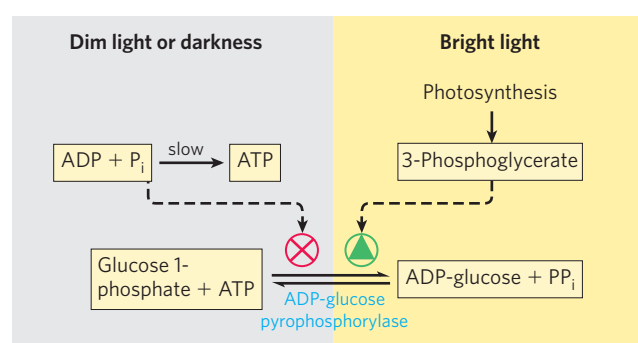 Dim light or darkness
Bright light
Photosynthesis
ADP + Pi
slow
ATP
3-Phosphoglycerate
Glucose 1-
phosphate + ATP
ADP-glucose + PPi
ADP-glucose
pyrophosphorylase